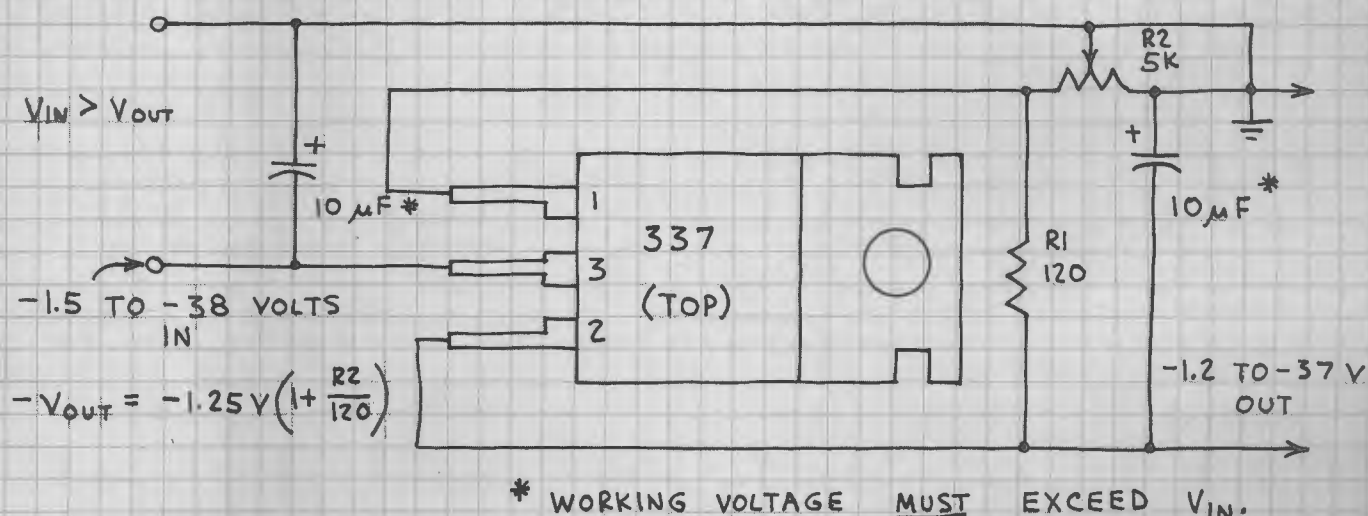 R2
5K
VIN > VOUT
+
10 µF *
1
337
3
(TOP)
2
R1
120
+
10 µF *
-1.5 TO -38 VOLTS
IN
-VOUT = -1.25 V (1 + R2/120)
-1.2 TO -37 V
OUT
* WORKING VOLTAGE MUST EXCEED VIN.